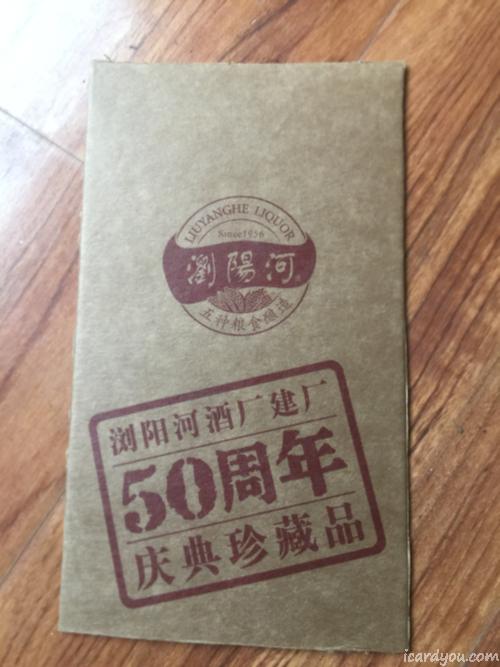 LIUYANGHE LIQUOR
Since1956
瀏陽河
五种粮食酿造
浏阳河酒厂建厂
50周年
庆典珍藏品
icardyou.com